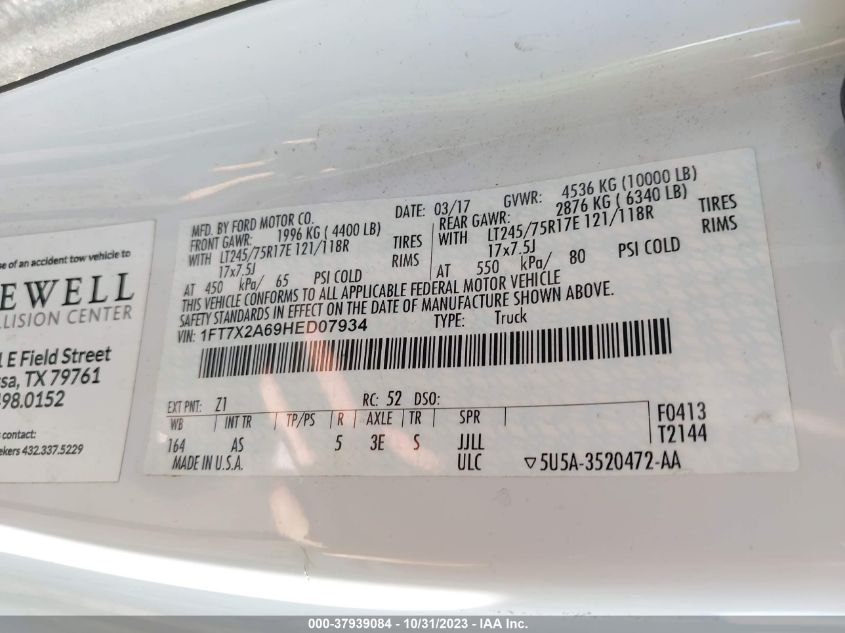 se of an accident tow vehicle to
EWELL
LISION CENTER
1 E Field Street
ssa, TX 79761
498.0152
s contact:
ekers 432.337.5229
MFD. BY FORD MOTOR CO. DATE: 03/17 GVWR: 4536 KG (10000 LB)
FRONT GAWR: 1996 KG ( 4400 LB) REAR GAWR: 2876 KG ( 6340 LB)
WITH LT245/75R17E 121/118R TIRES WITH LT245/75R17E 121/118R TIRES
17x7.5J RIMS 17x7.5J RIMS
AT 450 kPa/ 65 PSI COLD AT 550 kPa/ 80 PSI COLD
THIS VEHICLE CONFORMS TO ALL APPLICABLE FEDERAL MOTOR VEHICLE
SAFETY STANDARDS IN EFFECT ON THE DATE OF MANUFACTURE SHOWN ABOVE.
VIN: 1FT7X2A69HED07934 TYPE: Truck
EXT PNT: Z1 RC: 52 DSO:
WB INT TR TP/PS R AXLE TR SPR F0413
T2144
164 AS 5 3E S JJLL
MADE IN U.S.A. ULC ▽5U5A-3520472-AA
000-37939084 - 10/31/2023 - IAA Inc.